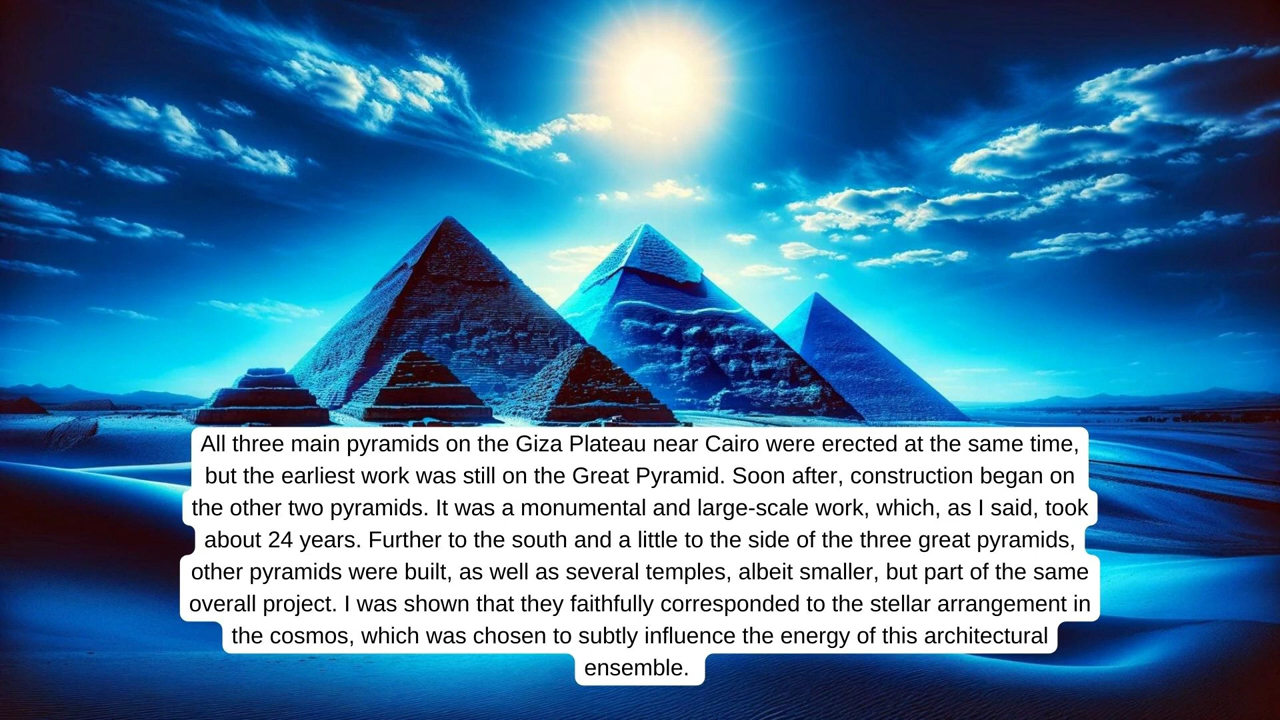 All three main pyramids on the Giza Plateau near Cairo were erected at the same time,
but the earliest work was still on the Great Pyramid. Soon after, construction began on
the other two pyramids. It was a monumental and large-scale work, which, as I said, took
about 24 years. Further to the south and a little to the side of the three great pyramids,
other pyramids were built, as well as several temples, albeit smaller, but part of the same
overall project. I was shown that they faithfully corresponded to the stellar arrangement in
the cosmos, which was chosen to subtly influence the energy of this architectural
ensemble.